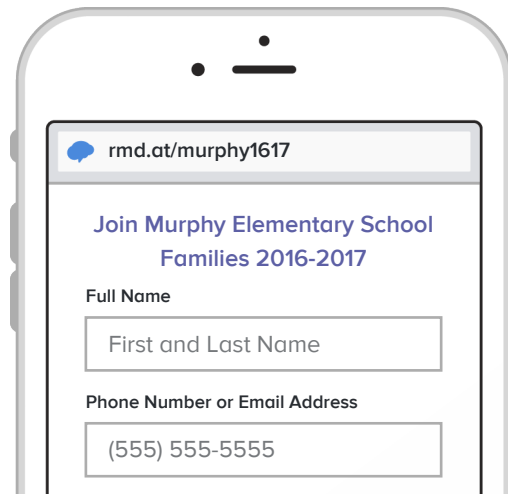 rmd.at/murphy1617
Join Murphy Elementary School
Families 2016-2017
Full Name
First and Last Name
Phone Number or Email Address
(555) 555-5555